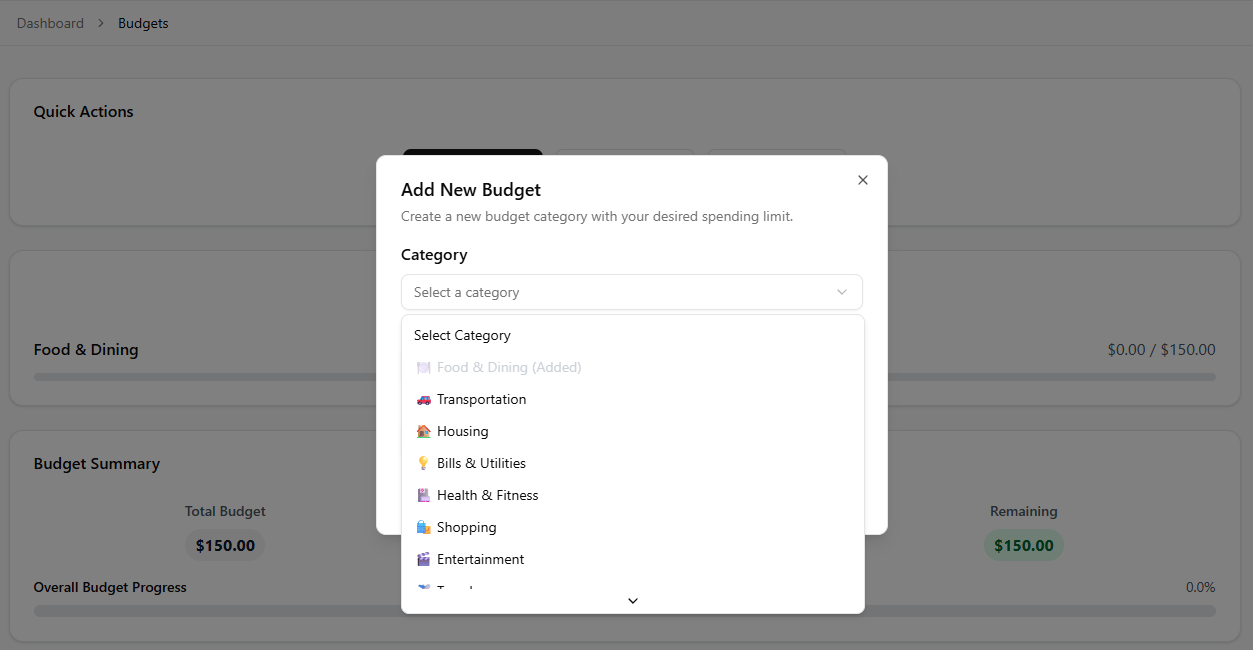 Dashboard > Budgets
Quick Actions
Add New Budget
Create a new budget category with your desired spending limit.
Category
Select a category
Select Category
Food & Dining (Added)
Transportation
Housing
Bills & Utilities
Health & Fitness
Shopping
Entertainment
Food & Dining
$0.00 / $150.00
Budget Summary
Total Budget
$150.00
Remaining
$150.00
Overall Budget Progress
0.0%